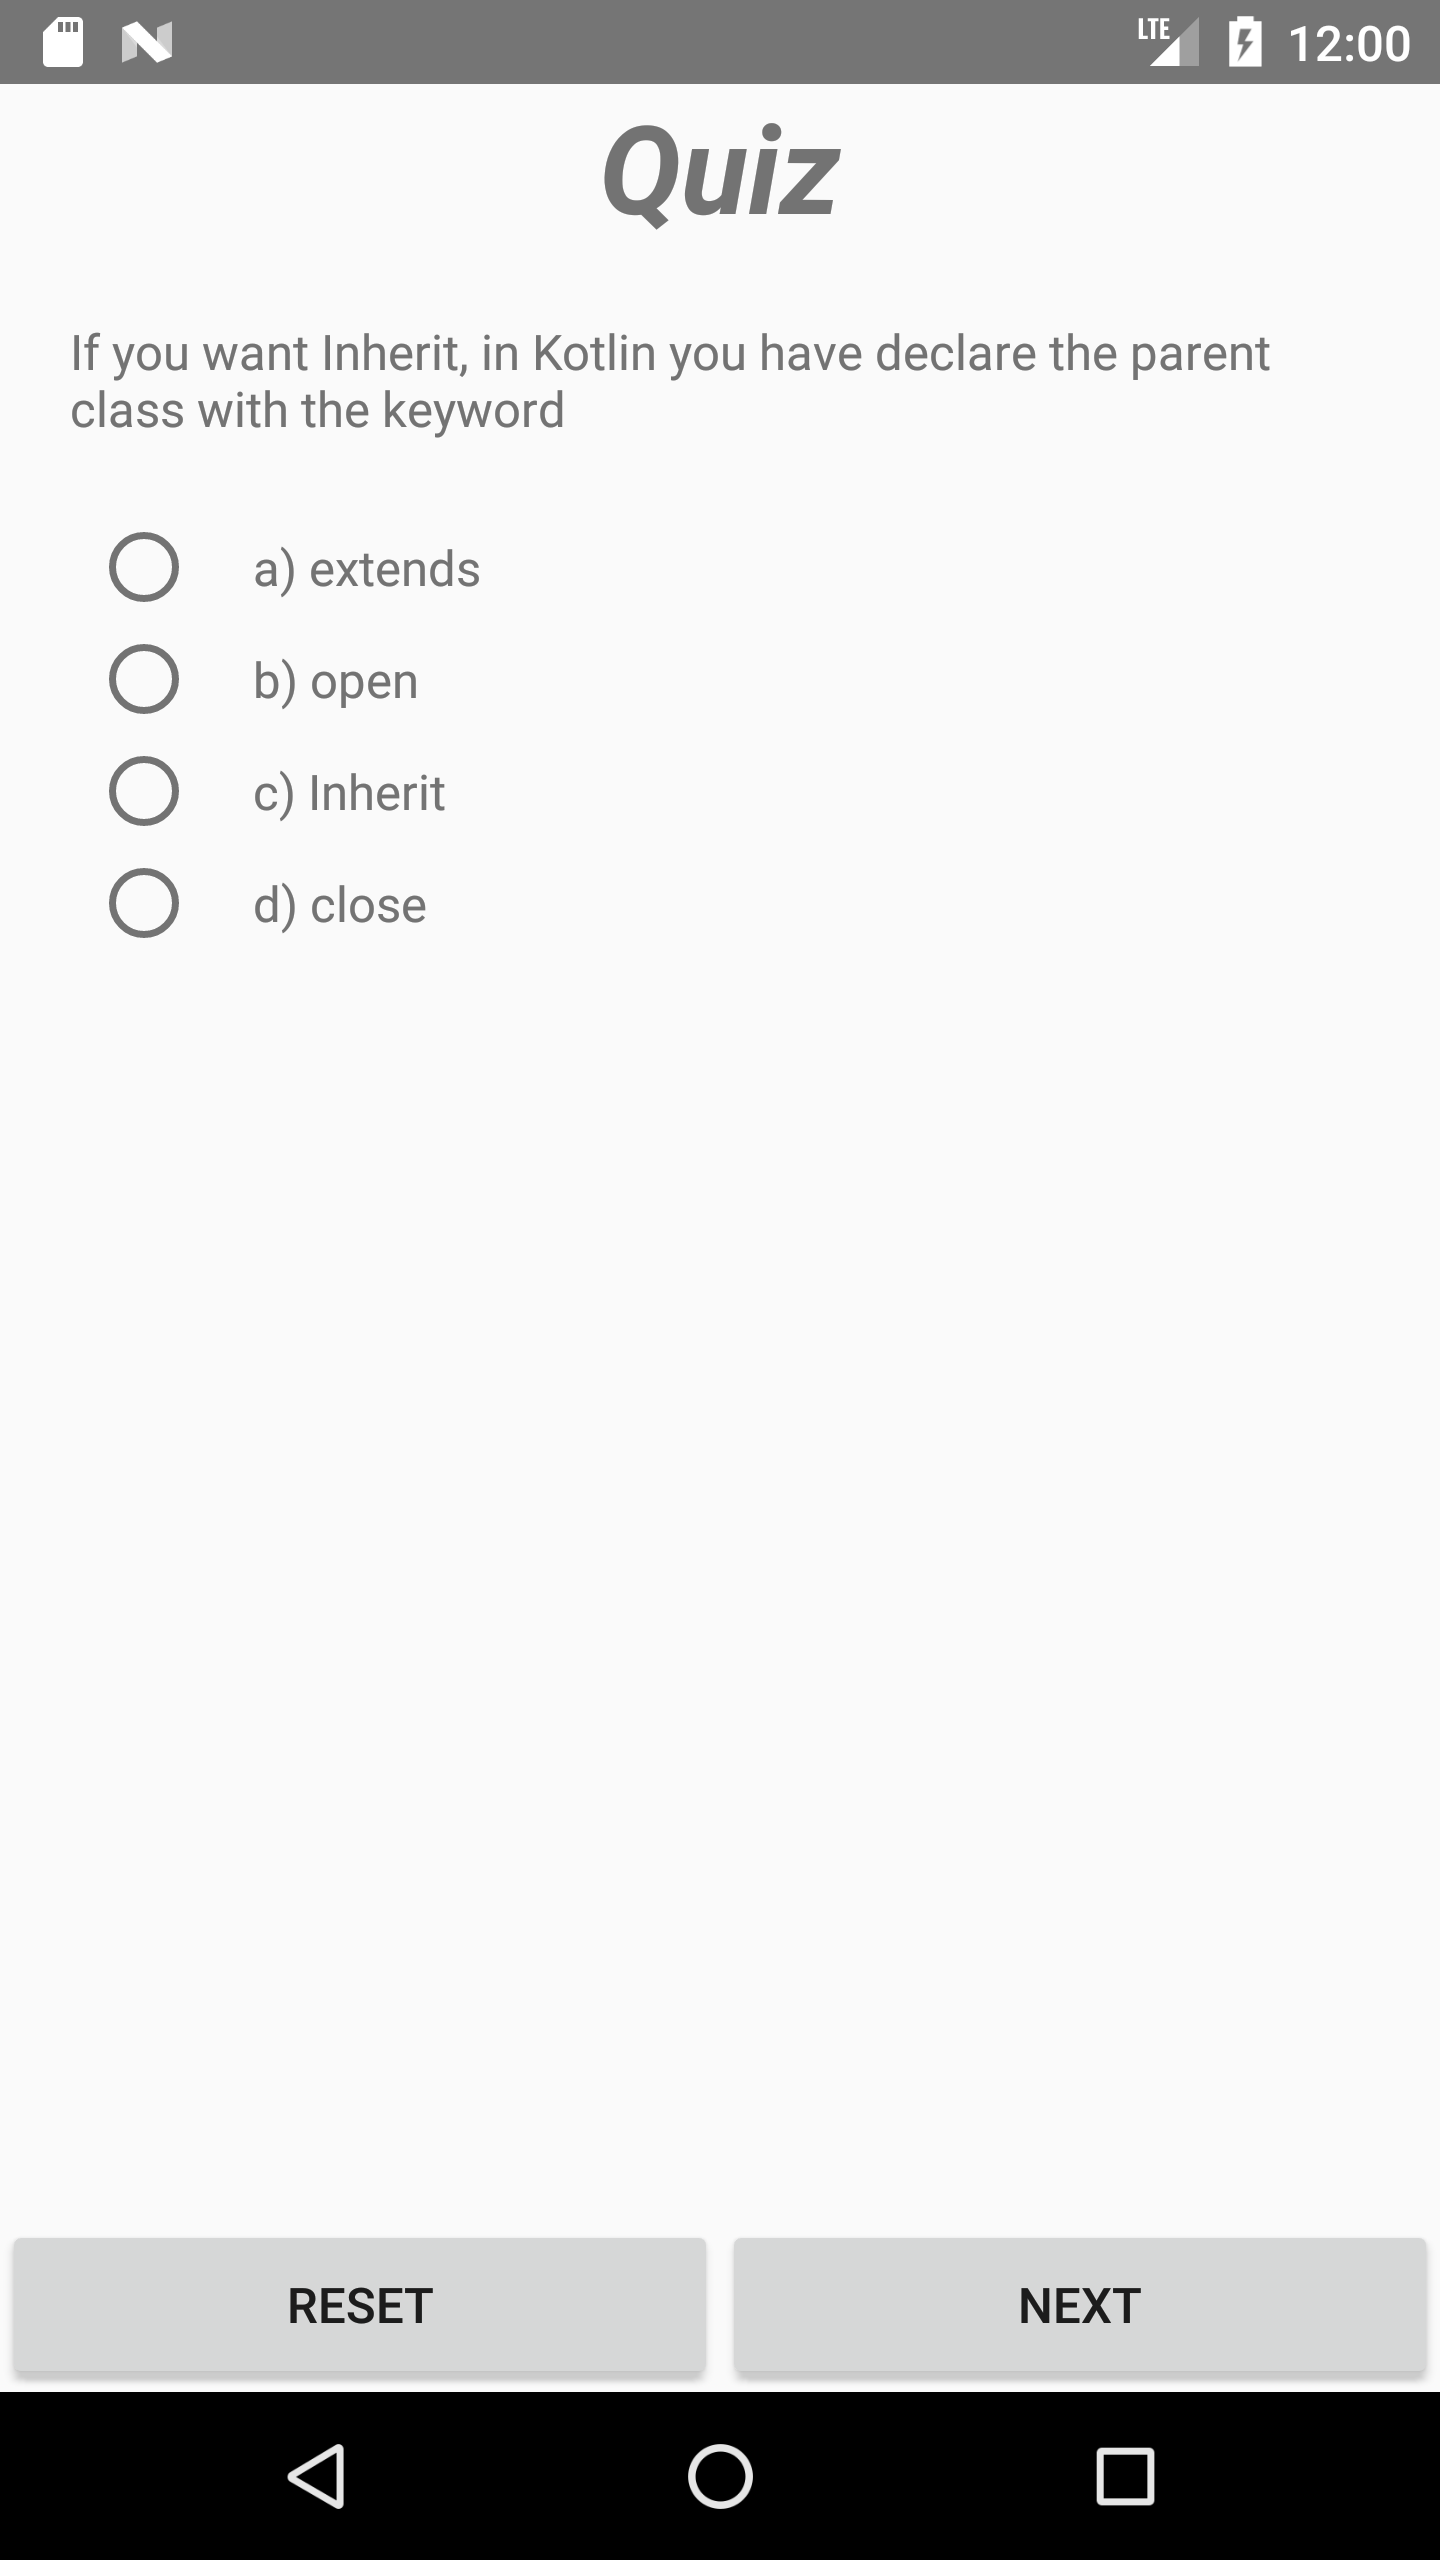 LTE 12:00
Quiz
If you want Inherit, in Kotlin you have declare the parent
class with the keyword
a) extends
b) open
c) Inherit
d) close
RESET NEXT